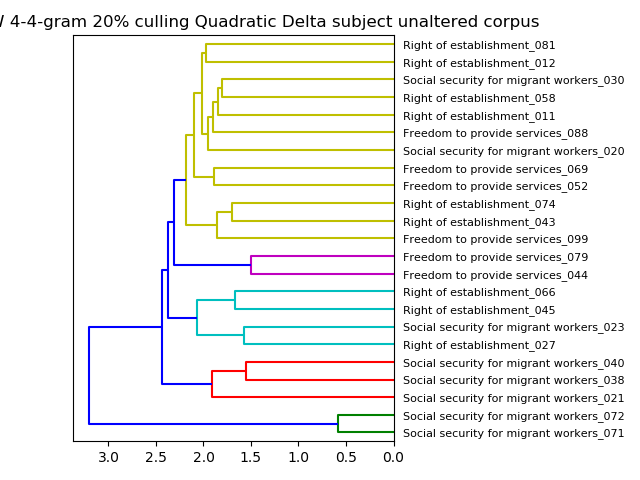 4-4-gram 20% culling Quadratic Delta subject unaltered corpus
Right of establishment_081
Right of establishment_012
Social security for migrant workers_030
Right of establishment_058
Right of establishment_011
Freedom to provide services_088
Social security for migrant workers_020
Freedom to provide services_069
Freedom to provide services_052
Right of establishment_074
Right of establishment_043
Freedom to provide services_099
Freedom to provide services_079
Freedom to provide services_044
Right of establishment_066
Right of establishment_045
Social security for migrant workers_023
Right of establishment_027
Social security for migrant workers_040
Social security for migrant workers_038
Social security for migrant workers_021
Social security for migrant workers_072
Social security for migrant workers_071
3.0 2.5 2.0 1.5 1.0 0.5 0.0